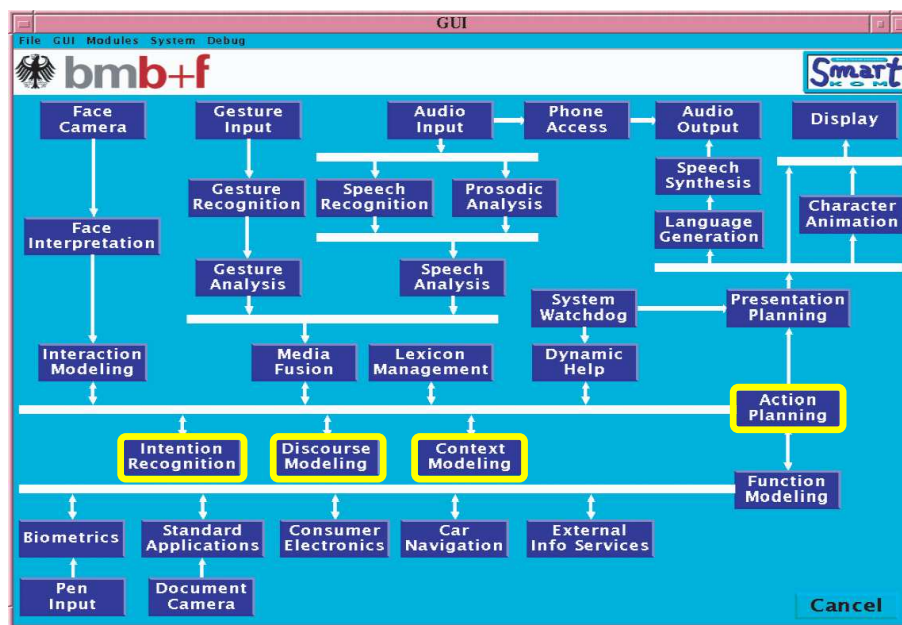 GUI
File GUI Modules System Debug
bmb+f
Smart
KOM
Face
Camera
Gesture
Input
Audio
Input
Phone
Access
Audio
Output
Display
Gesture
Recognition
Speech
Recognition
Prosodic
Analysis
Speech
Synthesis
Face
Interpretation
Language
Generation
Character
Animation
Gesture
Analysis
Speech
Analysis
System
Watchdog
Presentation
Planning
Interaction
Modeling
Media
Fusion
Lexicon
Management
Dynamic
Help
Action
Planning
Intention
Recognition
Discourse
Modeling
Context
Modeling
Function
Modeling
Biometrics
Standard
Applications
Consumer
Electronics
Car
Navigation
External
Info Services
Pen
Input
Document
Camera
Cancel